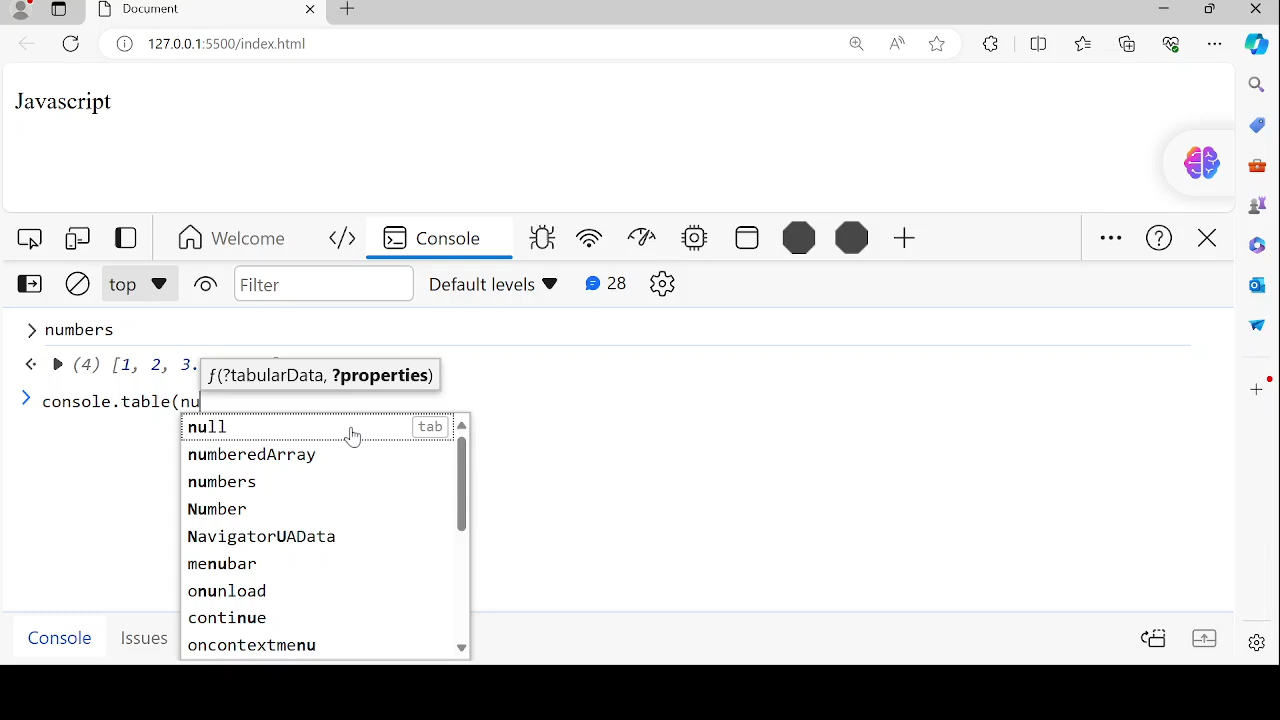 Document
127.0.0.1:5500/index.html
Javascript
Welcome
Console
top
Filter
Default levels
28
numbers
(4) [1, 2, 3.
ƒ(?tabularData, ?properties)
console.table(nu
null
tab
numberedArray
numbers
Number
NavigatorUAData
menubar
onunload
continue
oncontextmenu
Console
Issues